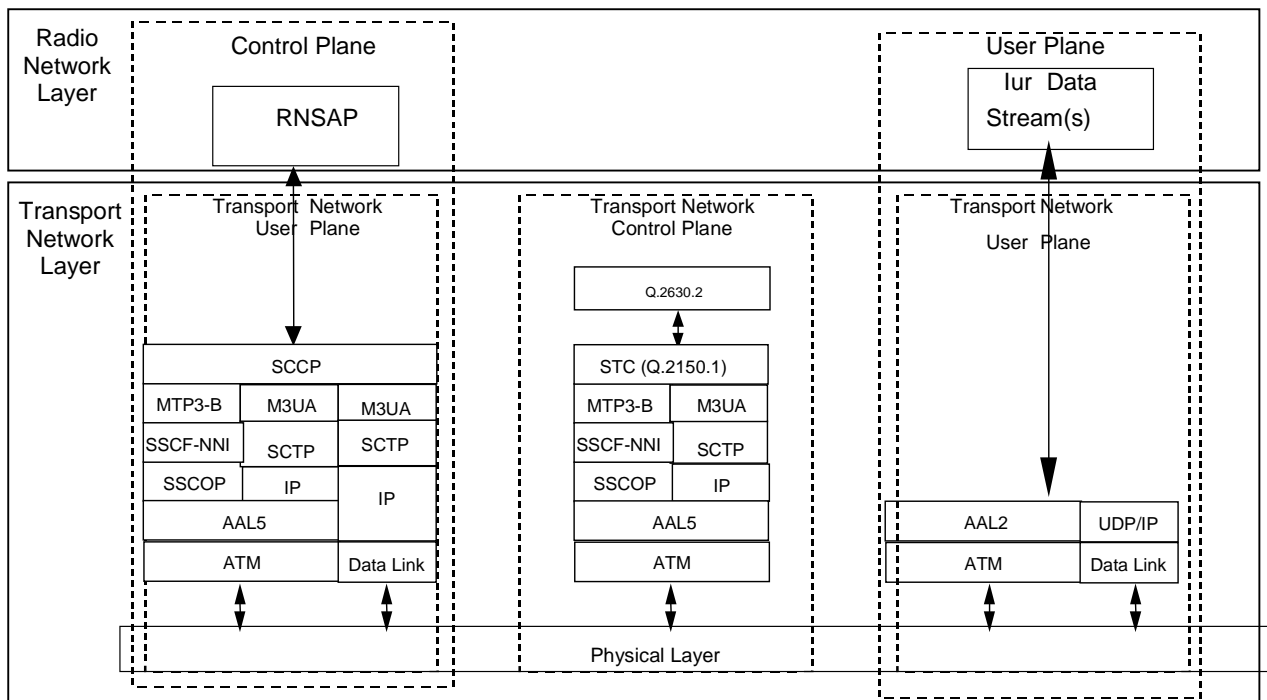 Radio
Network
Layer
Control Plane
RNSAP
User Plane
Iur Data
Stream(s)
Transport
Network
Layer
Transport Network
User Plane
SCCP
MTP3-B M3UA M3UA
SSCF-NNI SCTP SCTP
SSCOP IP IP
AAL5
ATM Data Link
Transport Network
Control Plane
Q.2630.2
STC (Q.2150.1)
MTP3-B M3UA
SSCF-NNI SCTP
SSCOP IP
AAL5
ATM
Transport Network
User Plane
AAL2 UDP/IP
ATM Data Link
Physical Layer